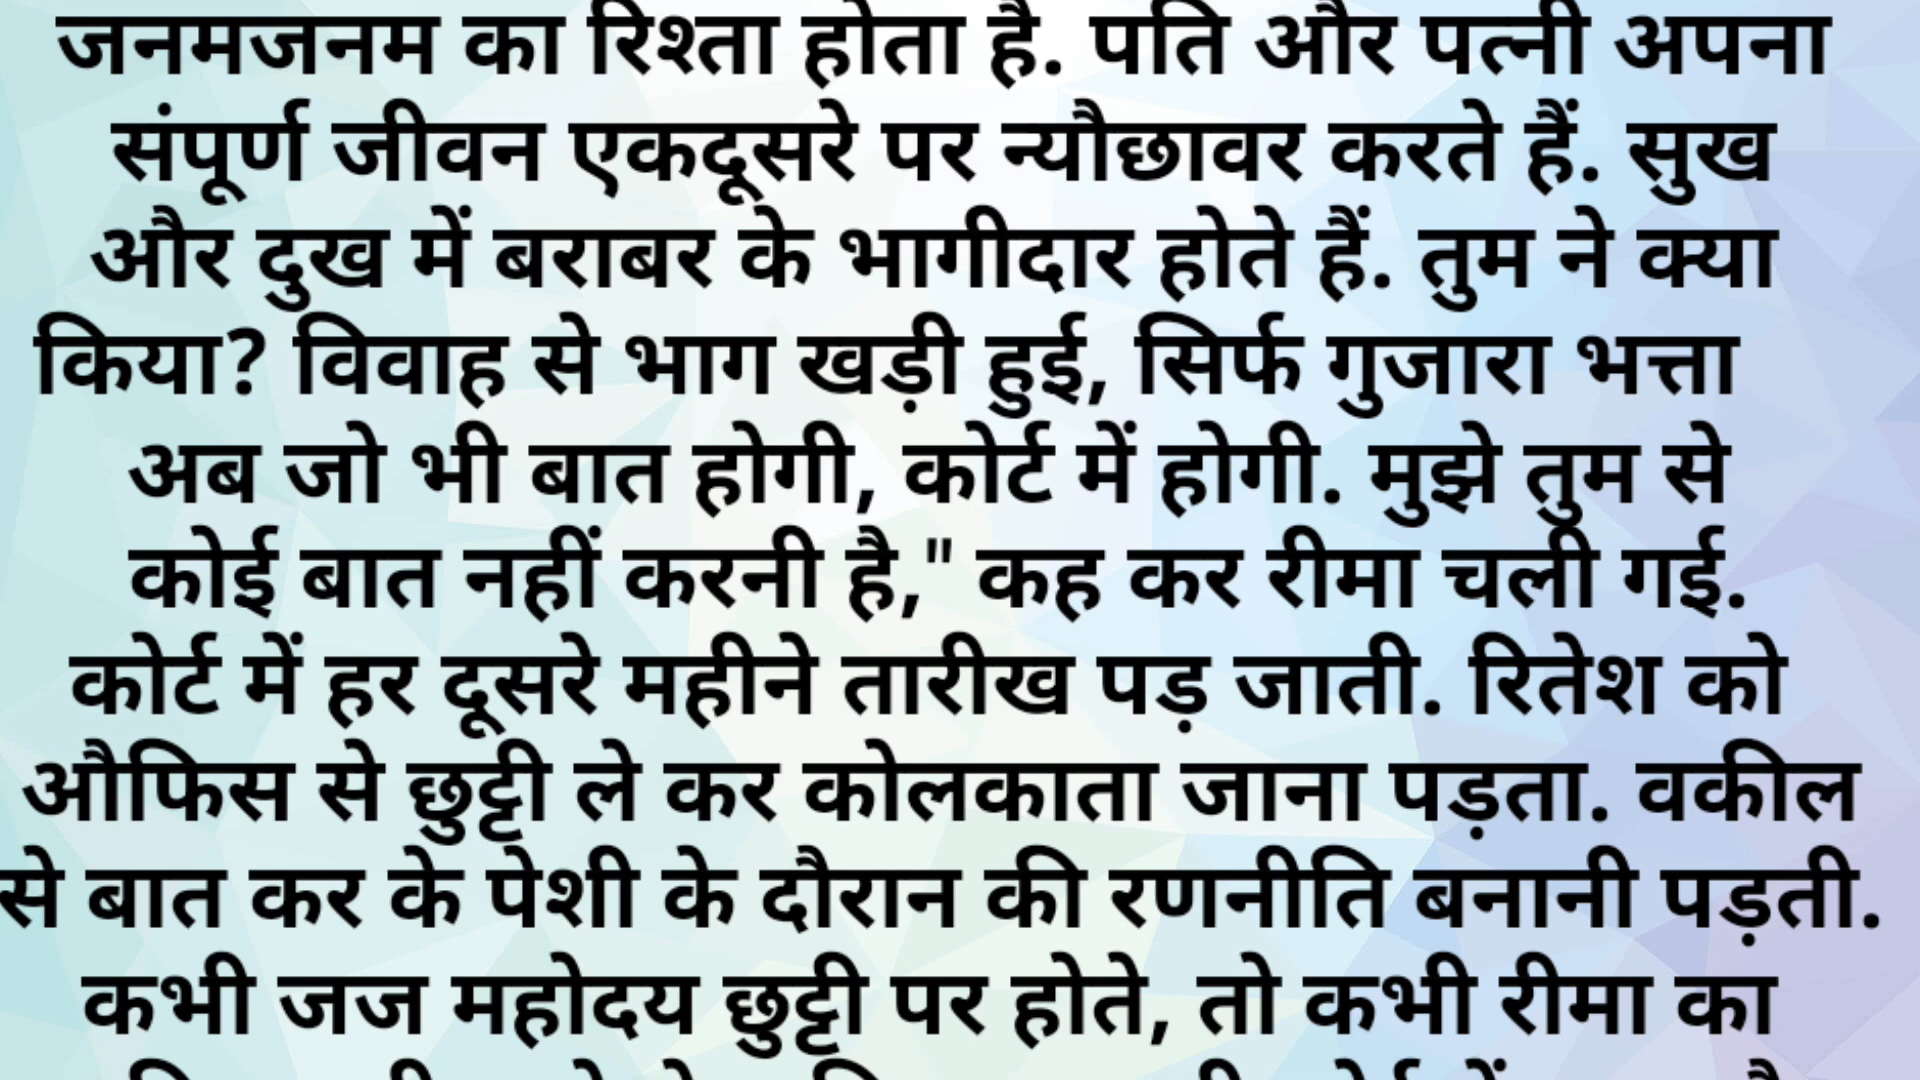 जनमजनम का रिश्ता होता है. पति और पत्नी अपना
संपूर्ण जीवन एकदूसरे पर न्यौछावर करते हैं. सुख
और दुख में बराबर के भागीदार होते हैं. तुम ने क्या
किया? विवाह से भाग खड़ी हुई, सिर्फ गुजारा भत्ता
अब जो भी बात होगी, कोर्ट में होगी. मुझे तुम से
कोई बात नहीं करनी है," कह कर रीमा चली गई.
कोर्ट में हर दूसरे महीने तारीख पड़ जाती. रितेश को
औफिस से छुट्टी ले कर कोलकाता जाना पड़ता. वकील
से बात कर के पेशी के दौरान की रणनीति बनानी पड़ती.
कभी जज महोदय छुट्टी पर होते, तो कभी रीमा का